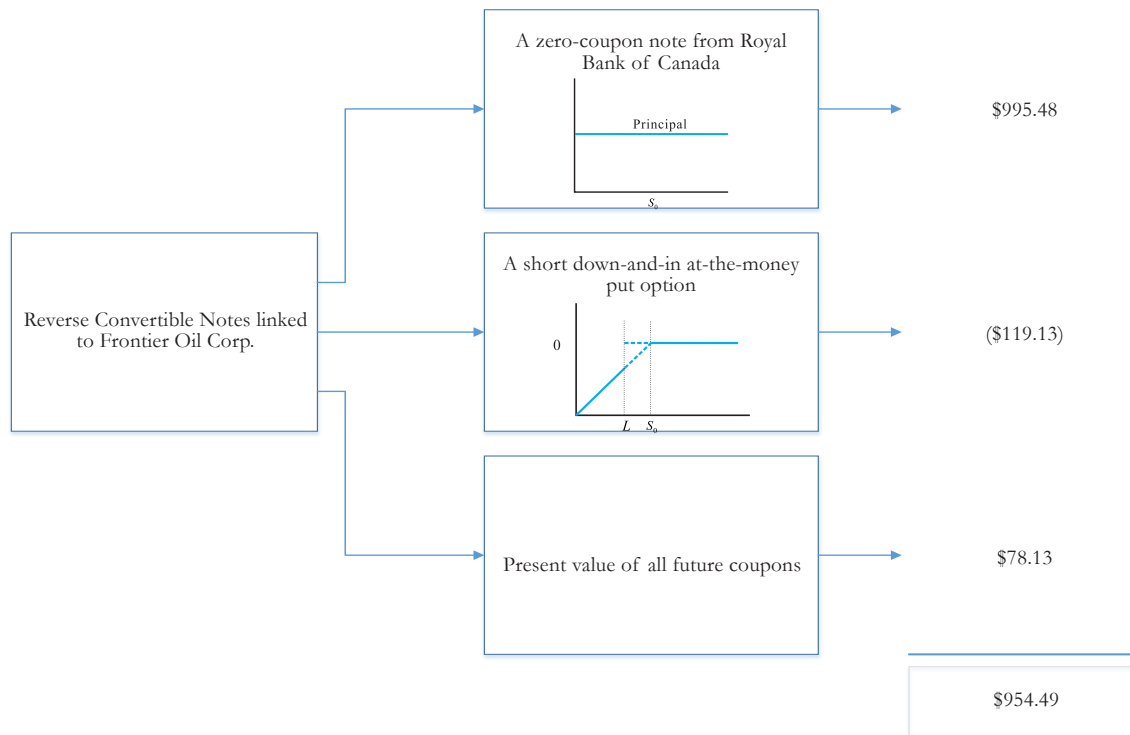 A zero-coupon note from Royal
Bank of Canada
Principal
S₀
$995.48
Reverse Convertible Notes linked
to Frontier Oil Corp.
A short down-and-in at-the-money
put option
0
L S₀
($119.13)
Present value of all future coupons
$78.13
$954.49